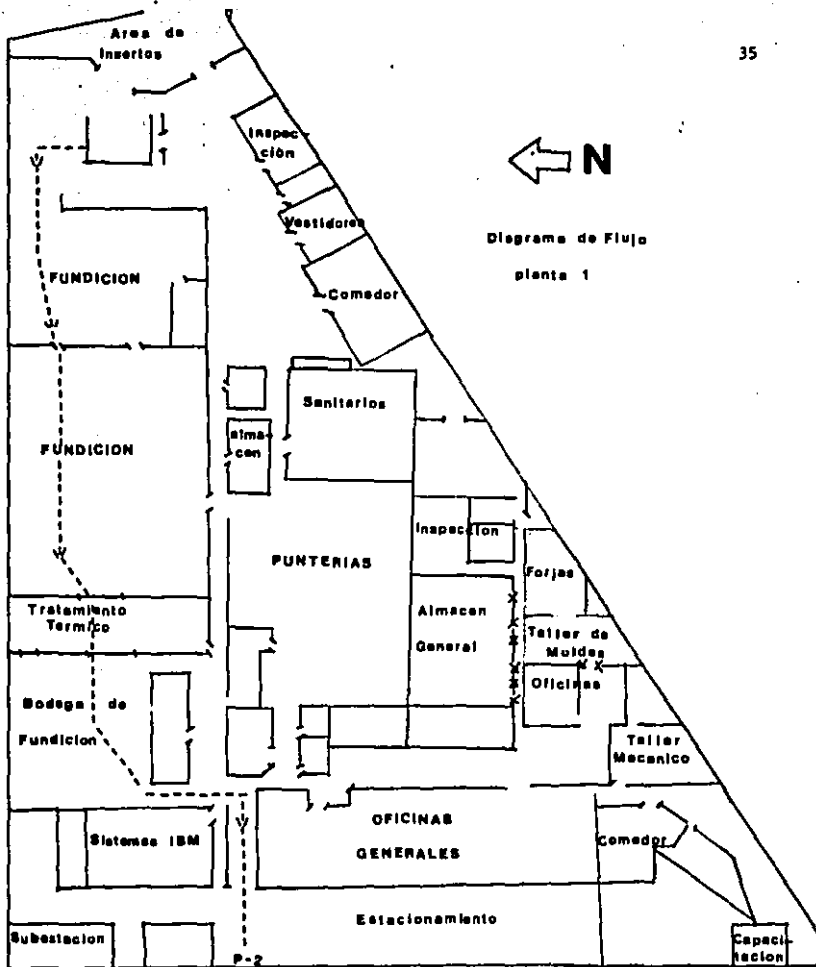 35
Area de
Insertos
Inspec-
ción
N
Vestidores
Diagrama de Flujo
planta 1
FUNDICION
Comedor
Sanitarios
alma-
cen
FUNDICION
Inspeccion
PUNTERIAS
Forjas
Tratamiento
Termico
Almacen
General
Taller de
Moldes
Oficinas
Bodega de
Fundicion
Taller
Mecanico
Sistemas IBM
OFICINAS
GENERALES
Comedor
Estacionamiento
Subestacion
P-2
Capaci-
tacion